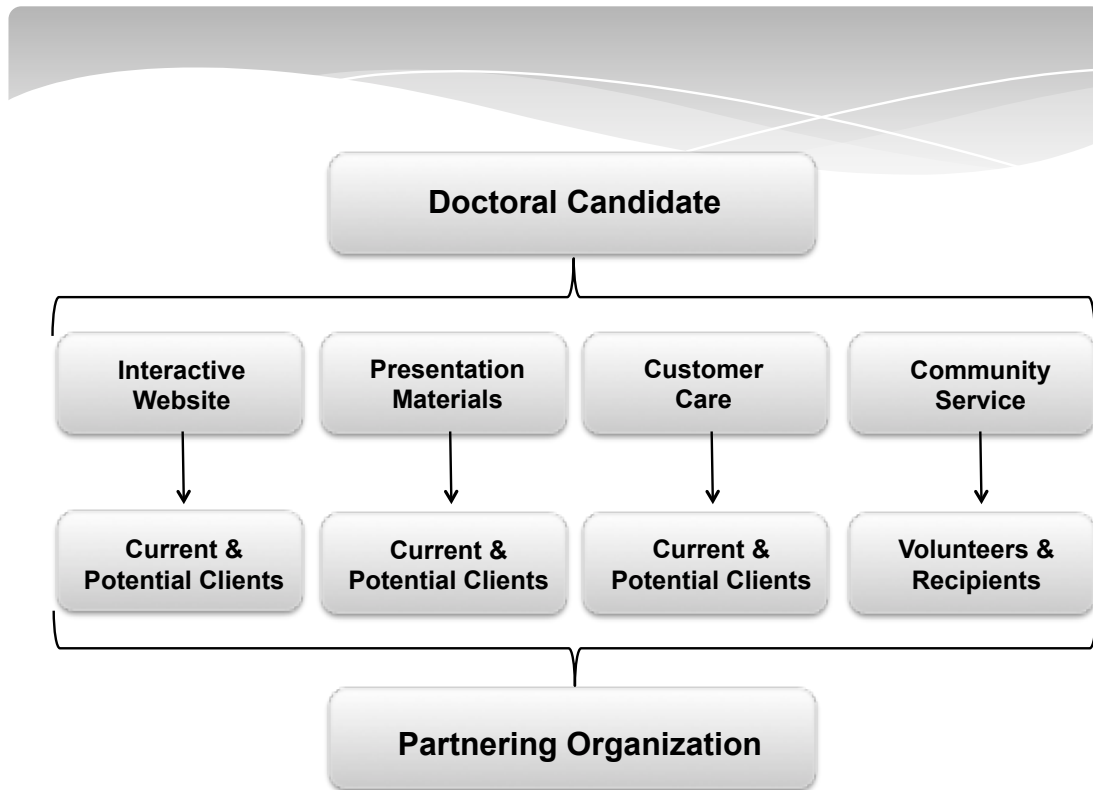 Doctoral Candidate
Interactive
Website
Presentation
Materials
Customer
Care
Community
Service
Current &
Potential Clients
Current &
Potential Clients
Current &
Potential Clients
Volunteers &
Recipients
Partnering Organization